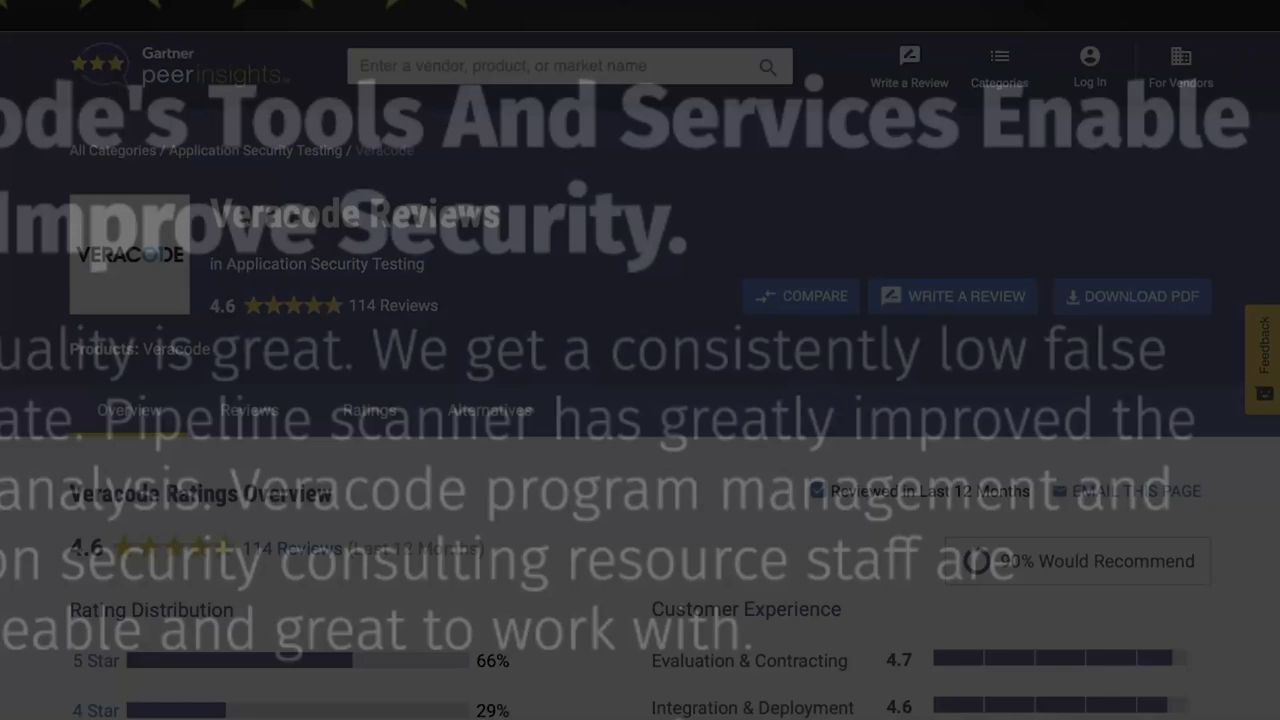 Gartner
peerinsights
Enter a vendor, product, or market name
Write a Review
Categories
Log In
For Vendors
ode's Tools And Services Enable
All Categories / Application Security Testing / Veracode
Improve Security.
Veracode Reviews
VERACODE
in Application Security Testing
4.6 114 Reviews
COMPARE
WRITE A REVIEW
DOWNLOAD PDF
Feedback
uality is great. We get a consistently low false
Products: Veracode
Overview Reviews Ratings Alternatives
ate. Pipeline scanner has greatly improved the
analysis. Veracode program management and
Veracode Ratings Overview
Reviewed in Last 12 Months
EMAIL THIS PAGE
4.6 114 Reviews (Last 12 Months)
on security consulting resource staff are
90% Would Recommend
Rating Distribution
Customer Experience
eable and great to work with.
5 Star 66%
Evaluation & Contracting 4.7
4 Star 29%
Integration & Deployment 4.6